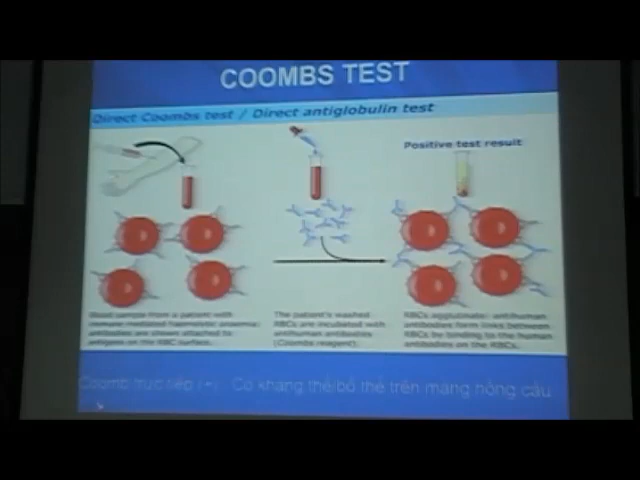 COOMBS TEST
Direct Coombs test / Direct antiglobulin test
Positive test result
Blood sample from a patient with
immune mediated haemolytic anaemia:
antibodies are shown attached to
antigens on the RBC surface.
The patient's washed
RBCs are incubated with
antihuman antibodies
(Coombs reagent).
RBCs agglutinate: antihuman
antibodies form links between
RBCs by binding to the human
antibodies on the RBCs.
Coomb trực tiếp (+): Có kháng thể/bổ thể trên màng hồng cầu